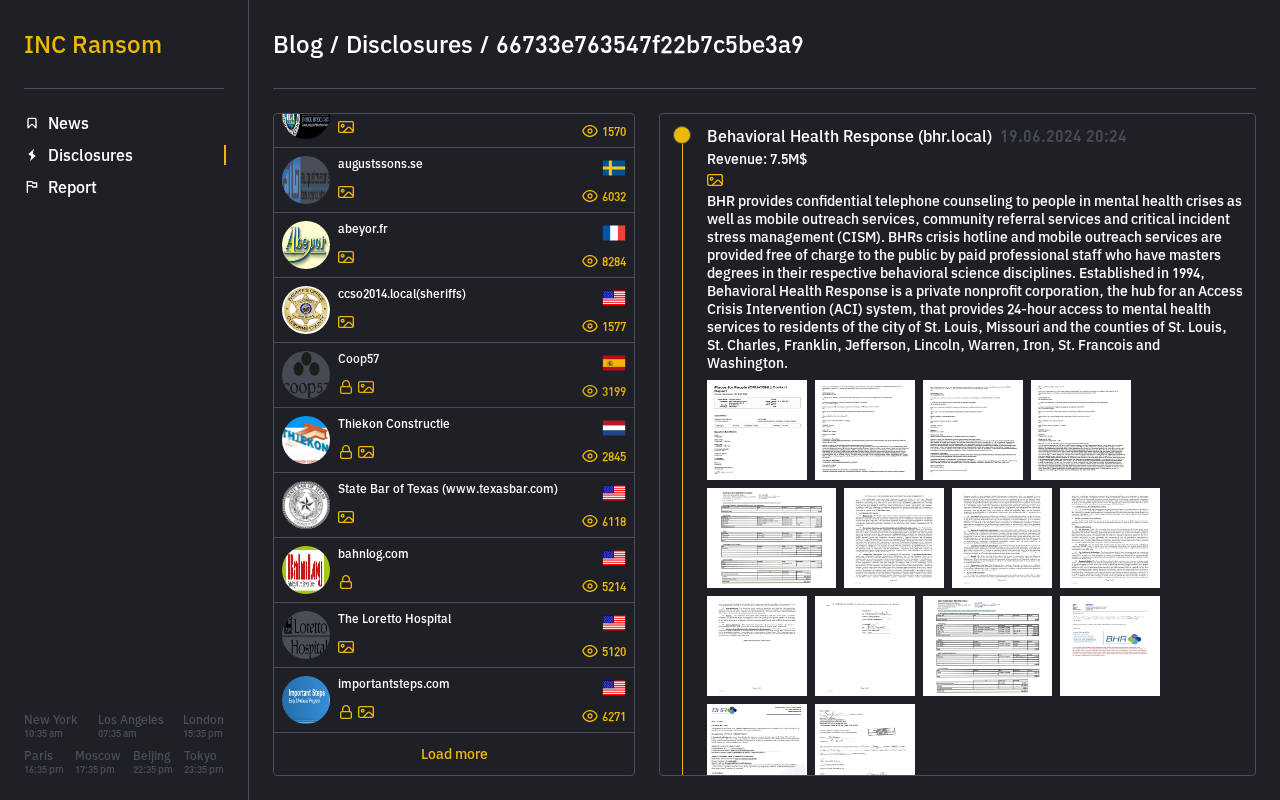 INC Ransom
Blog / Disclosures / 66733e763547f22b7c5be3a9
News
Disclosures
Report
1570
augustssons.se
6032
abeyor.fr
8284
ccso2014.local(sheriffs)
1577
Coop57
3199
Thiekon Constructie
2845
State Bar of Texas (www.texasbar.com)
6118
bahnlog.com
5214
The Loretto Hospital
5120
importantsteps.com
6271
Load more
Behavioral Health Response (bhr.local) 19.06.2024 20:24
Revenue: 7.5M$
BHR provides confidential telephone counseling to people in mental health crises as
well as mobile outreach services, community referral services and critical incident
stress management (CISM). BHRs crisis hotline and mobile outreach services are
provided free of charge to the public by paid professional staff who have masters
degrees in their respective behavioral science disciplines. Established in 1994,
Behavioral Health Response is a private nonprofit corporation, the hub for an Access
Crisis Intervention (ACI) system, that provides 24-hour access to mental health
services to residents of the city of St. Louis, Missouri and the counties of St. Louis,
St. Charles, Franklin, Jefferson, Lincoln, Warren, Iron, St. Francois and
Washington.
BHR
BHR
New York Los Angeles London
10:35 am 07:35 am 15:35 pm
Paris Moscow Beijing Tokyo
16:35 pm 17:35 pm 22:35 pm 23:35 pm